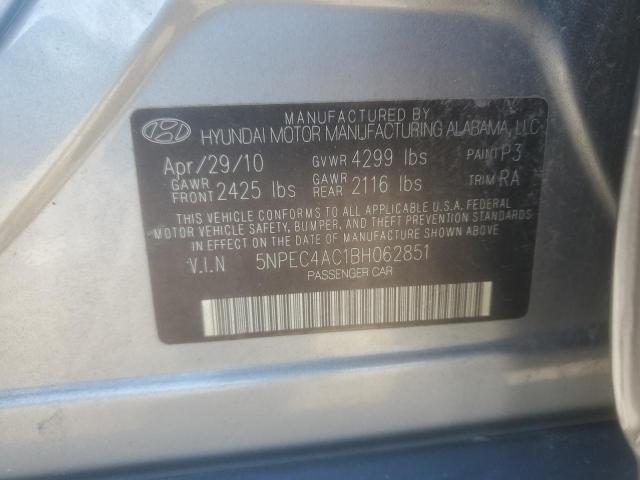 MANUFACTURED BY
HYUNDAI MOTOR MANUFACTURING ALABAMA, LLC
Apr/29/10 GVWR 4299 lbs PAINT P3
GAWR FRONT 2425 lbs GAWR REAR 2116 lbs TRIM RA
THIS VEHICLE CONFORMS TO ALL APPLICABLE U.S.A. FEDERAL
MOTOR VEHICLE SAFETY, BUMPER, AND THEFT PREVENTION STANDARDS
IN EFFECT ON THE DATE OF MANUFACTURE SHOWN ABOVE.
V.I.N 5NPEC4AC1BH062851
PASSENGER CAR